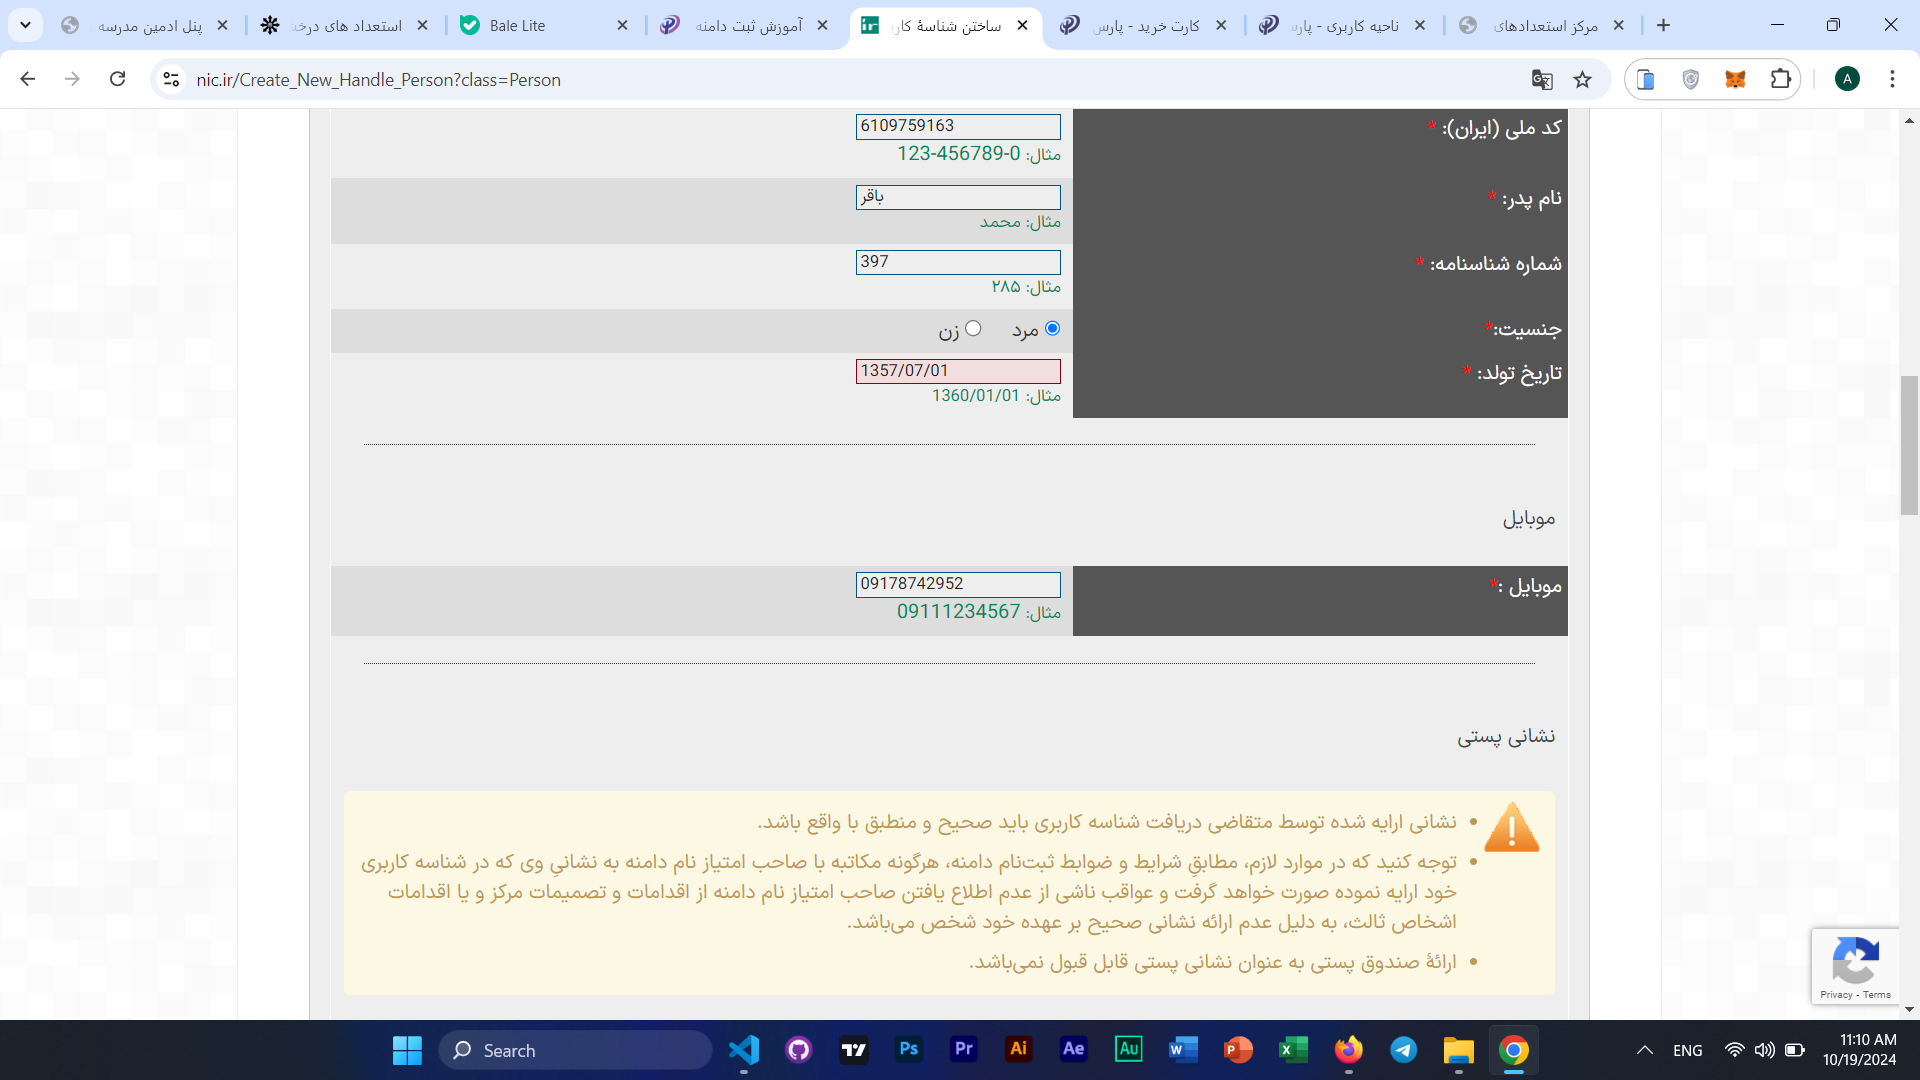 پنل ادمین مدرسه
استعداد های درخ
Bale Lite
آموزش ثبت دامنه
ساختن شناسهٔ کار
کارت خرید - پارس
ناحیه کاربری - پارس
مرکز استعدادهای
nic.ir/Create_New_Handle_Person?class=Person
A
کد ملی (ایران): *
6109759163
مثال: 123-456789-0
نام پدر: *
باقر
مثال: محمد
شماره شناسنامه: *
397
مثال: ۲۸۵
جنسیت:*
مرد
زن
تاریخ تولد: *
1357/07/01
مثال: 1360/01/01
موبایل
موبایل :*
09178742952
مثال: 09111234567
نشانی پستی
• نشانی ارایه شده توسط متقاضی دریافت شناسه کاربری باید صحیح و منطبق با واقع باشد.
• توجه کنید که در موارد لازم، مطابقِ شرایط و ضوابط ثبت‌نام دامنه، هرگونه مکاتبه با صاحب امتیاز نام دامنه به نشانیِ وی که در شناسه کاربری
خود ارایه نموده صورت خواهد گرفت و عواقب ناشی از عدم اطلاع یافتن صاحب امتیاز نام دامنه از اقدامات و تصمیمات مرکز و یا اقدامات
اشخاص ثالث، به دلیل عدم ارائه نشانی صحیح بر عهده خود شخص می‌باشد.
• ارائهٔ صندوق پستی به عنوان نشانی پستی قابل قبول نمی‌باشد.
Privacy - Terms
Search
Ps
Pr
Ai
Ae
Au
W
P
X
ENG
11:10 AM
10/19/2024